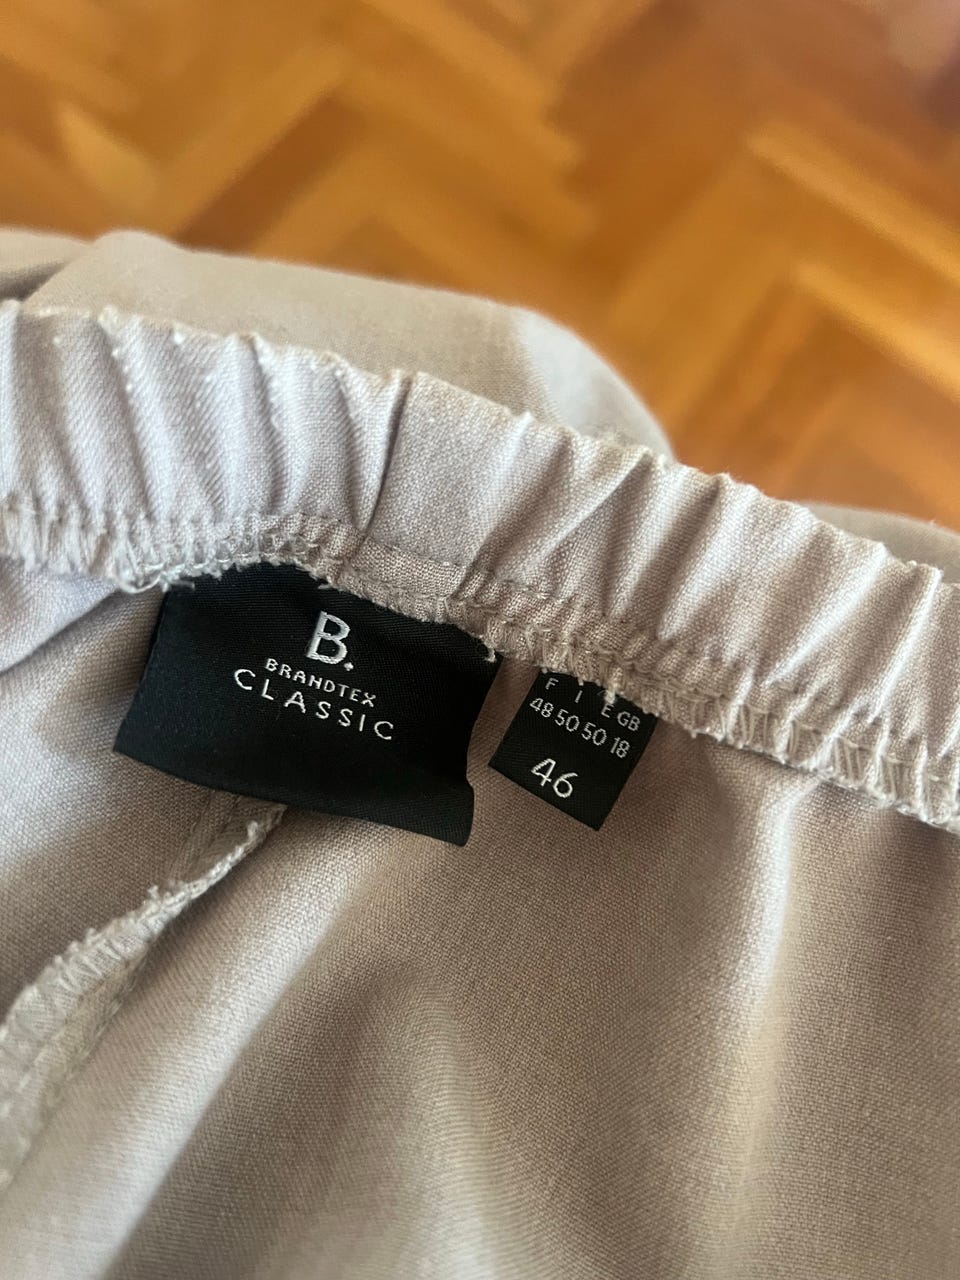 B.
BRANDTEX
CLASSIC
F I E GB
48 50 50 18
46